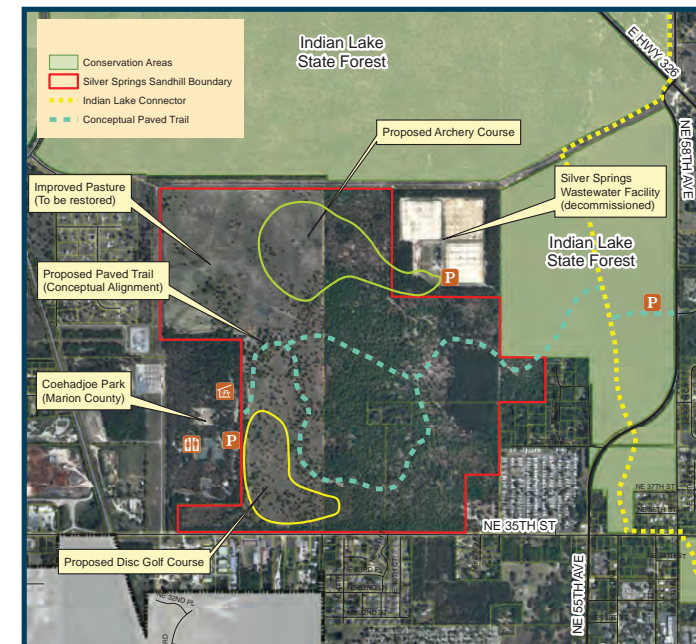 Indian Lake
State Forest
E HWY 326
NE 58TH AVE
Conservation Areas
Silver Springs Sandhill Boundary
Indian Lake Connector
Conceptual Paved Trail
Proposed Archery Course
Improved Pasture
(To be restored)
Silver Springs
Wastewater Facility
(decommissioned)
Indian Lake
State Forest
P
P
Proposed Paved Trail
(Conceptual Alignment)
Coehadjoe Park
(Marion County)
P
NE 37TH ST
NE 35TH ST
Proposed Disc Golf Course
NE 55TH AVE
NE 32ND PL